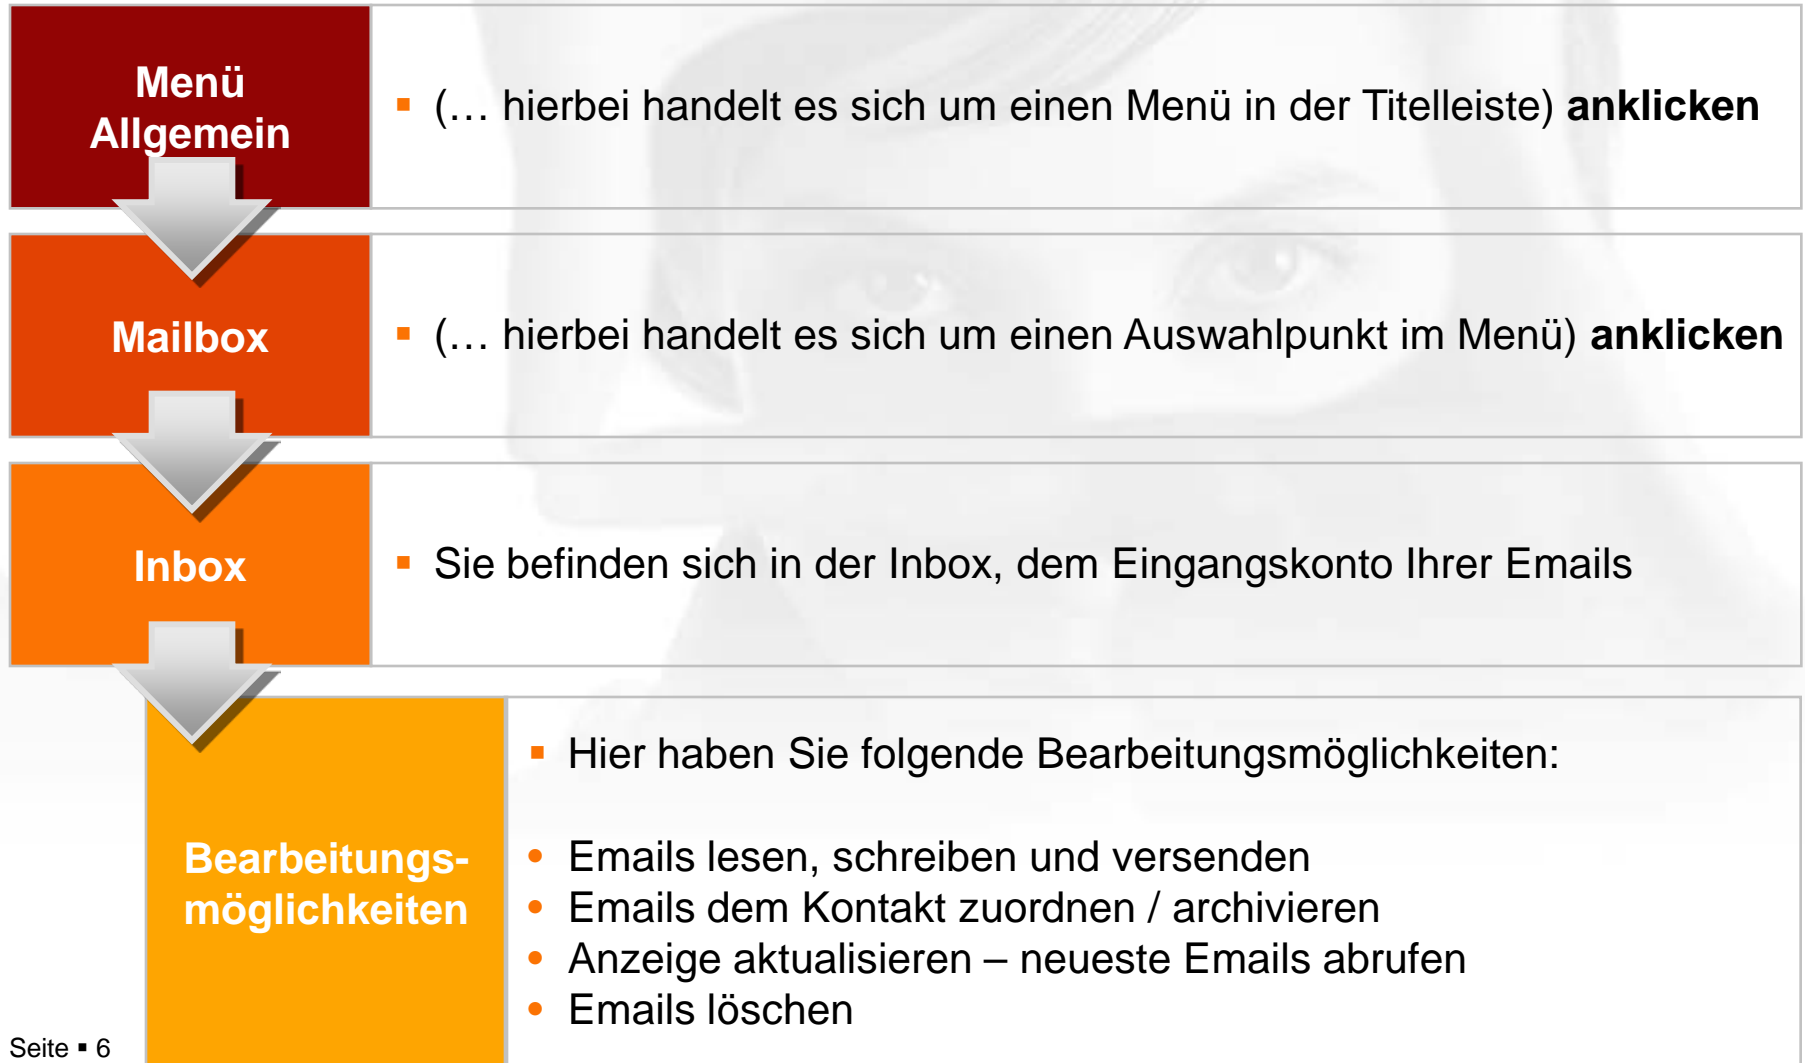 Menü
Allgemein
▪ (… hierbei handelt es sich um einen Menü in der Titelleiste) anklicken
Mailbox
▪ (… hierbei handelt es sich um einen Auswahlpunkt im Menü) anklicken
Inbox
▪ Sie befinden sich in der Inbox, dem Eingangskonto Ihrer Emails
Bearbeitungs-
möglichkeiten
▪ Hier haben Sie folgende Bearbeitungsmöglichkeiten:
• Emails lesen, schreiben und versenden
• Emails dem Kontakt zuordnen / archivieren
• Anzeige aktualisieren – neueste Emails abrufen
• Emails löschen
Seite ▪ 6